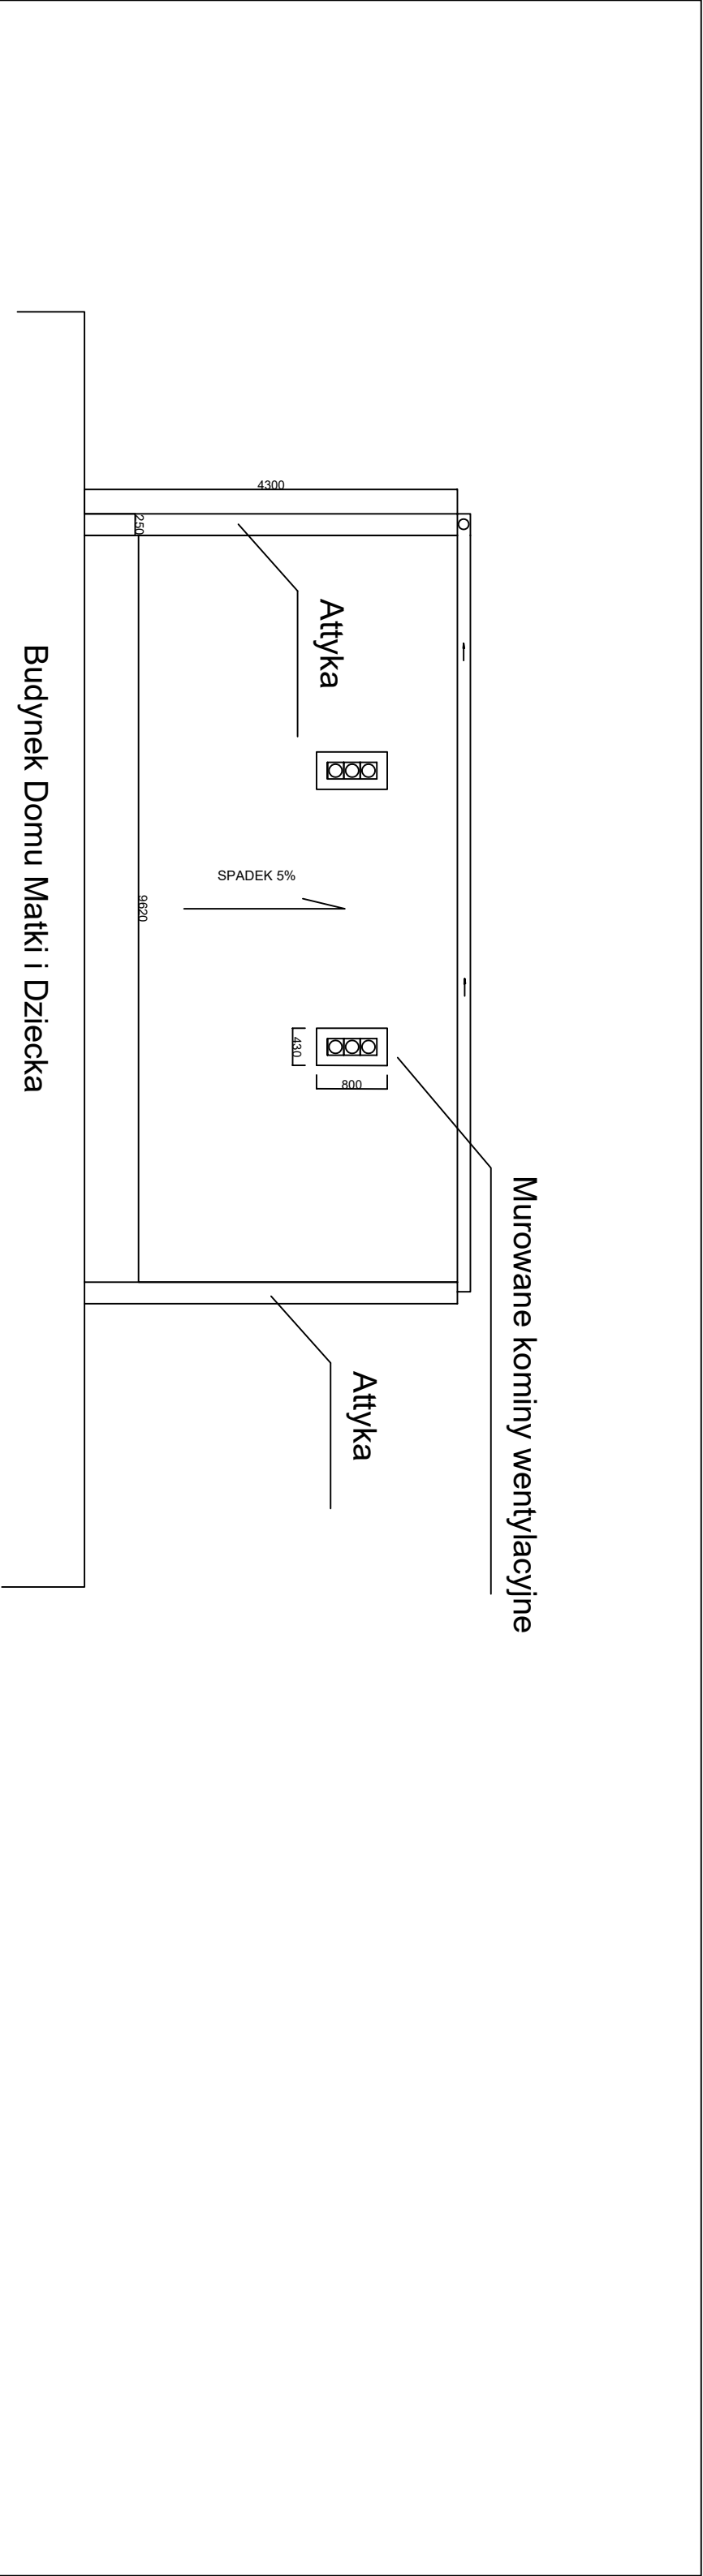 4300
250
Attyka
Budynek Domu Matki i Dziecka
SPADEK 5%
9620
430
800
Murowane kominy wentylacyjne
Attyka